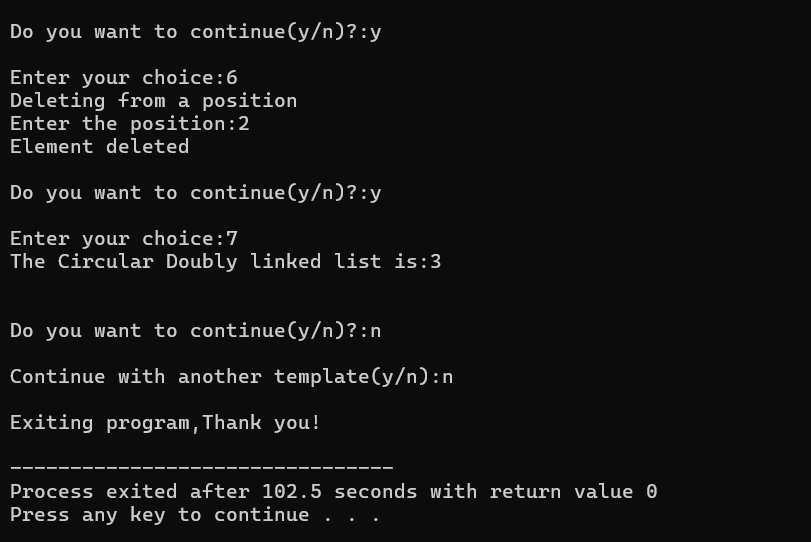 Do you want to continue(y/n)?:y
Enter your choice:6
Deleting from a position
Enter the position:2
Element deleted
Do you want to continue(y/n)?:y
Enter your choice:7
The Circular Doubly linked list is:3
Do you want to continue(y/n)?:n
Continue with another template(y/n):n
Exiting program,Thank you!
--------------------------------
Process exited after 102.5 seconds with return value 0
Press any key to continue . . .